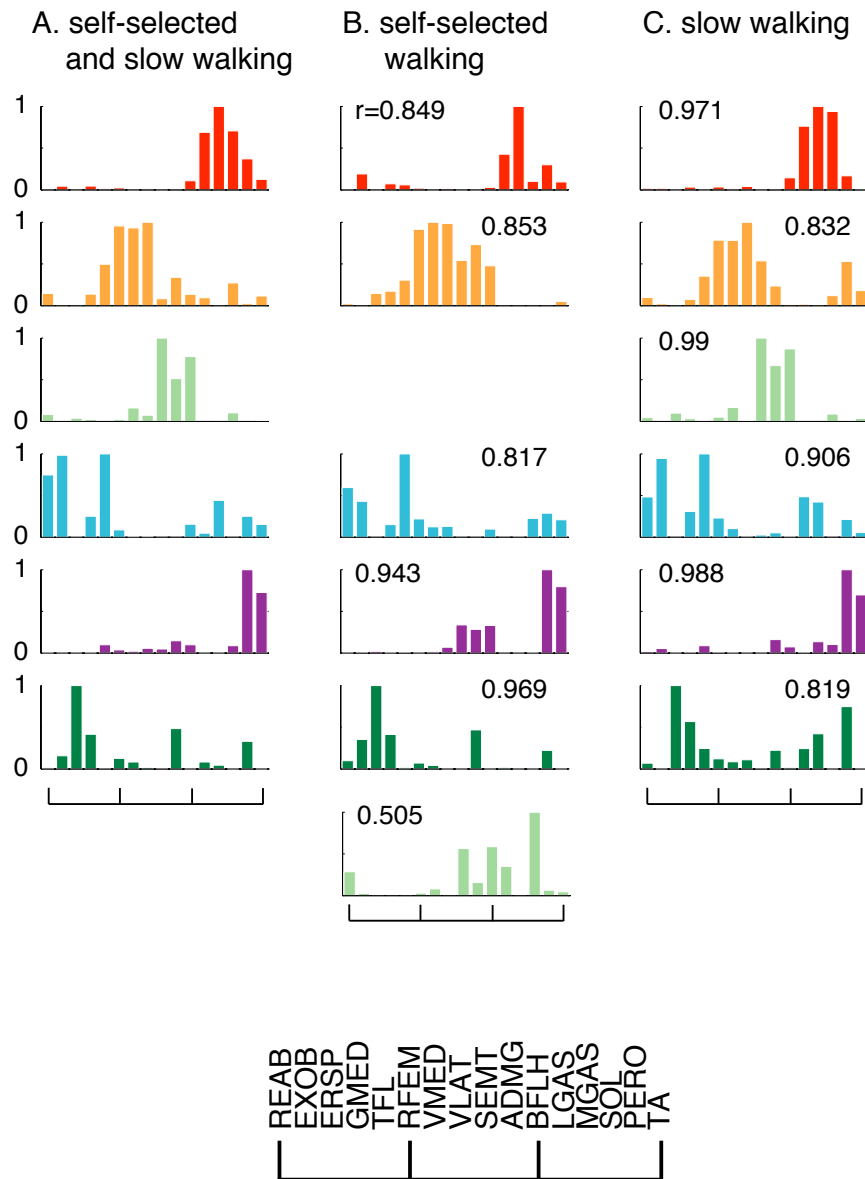 A. self-selected
and slow walking
B. self-selected
walking
C. slow walking
1
0
r=0.849
0.971
1
0
0.853
0.832
1
0
0.99
1
0
0.817
0.906
1
0
0.943
0.988
1
0
0.969
0.819
0.505
REAB
EXOB
ERSP
GMED
TFL
RFEM
VMED
VLAT
SEMT
ADMG
BFLH
LGAS
MGAS
SOL
PERO
TA